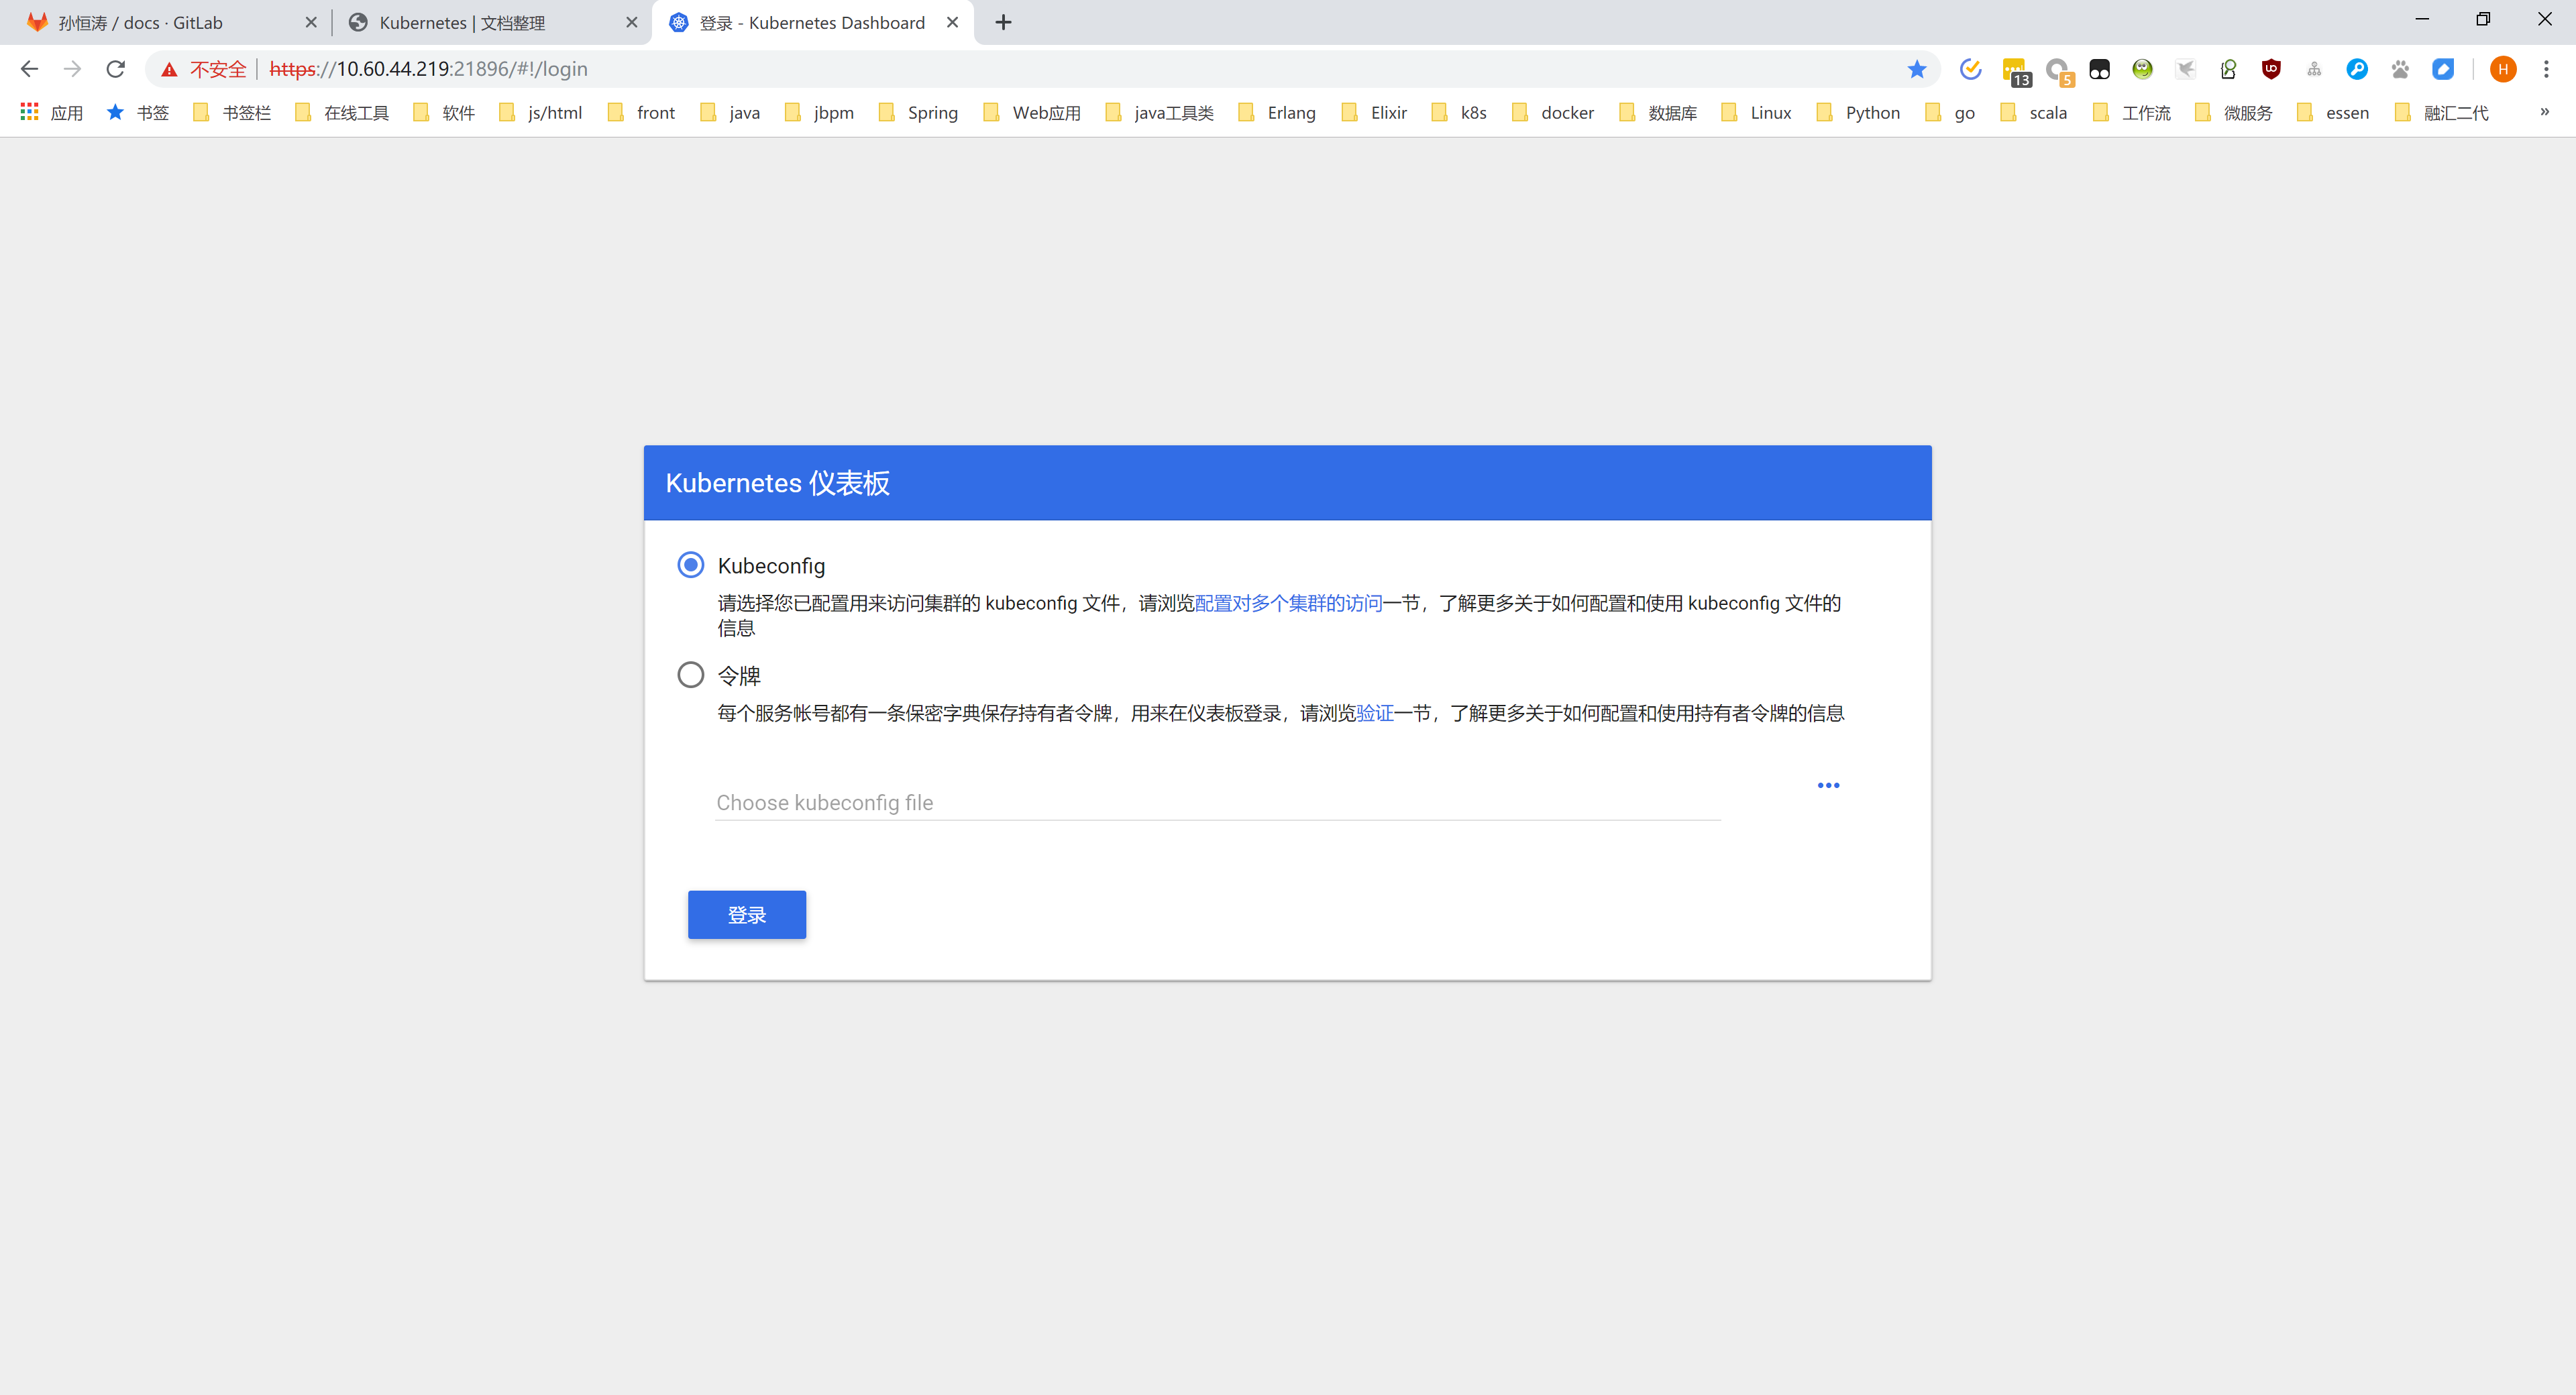 孙恒涛 / docs · GitLab
Kubernetes | 文档整理
登录 - Kubernetes Dashboard
不安全 | https://10.60.44.219:21896/#!/login
13
5
H
应用 书签 书签栏 在线工具 软件 js/html front java jbpm Spring Web应用 java工具类 Erlang Elixir k8s docker 数据库 Linux Python go scala 工作流 微服务 essen 融汇二代 »
Kubernetes 仪表板
Kubeconfig
请选择您已配置用来访问集群的 kubeconfig 文件，请浏览配置对多个集群的访问一节，了解更多关于如何配置和使用 kubeconfig 文件的
信息
令牌
每个服务帐号都有一条保密字典保存持有者令牌，用来在仪表板登录，请浏览验证一节，了解更多关于如何配置和使用持有者令牌的信息
Choose kubeconfig file
登录